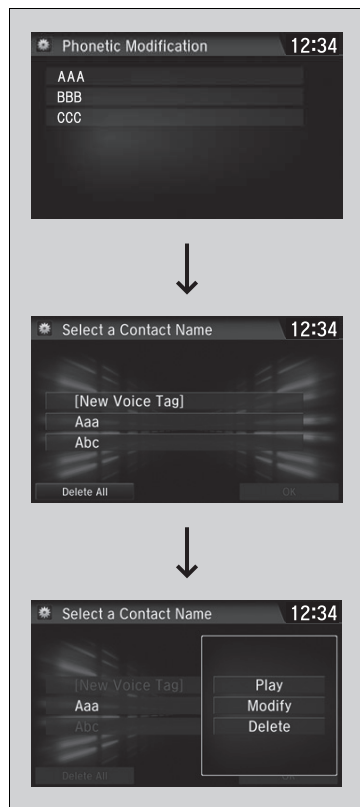 Phonetic Modification 12:34
AAA
BBB
CCC
Select a Contact Name 12:34
[New Voice Tag]
Aaa
Abc
Delete All OK
Select a Contact Name 12:34
[New Voice Tag] Play
Aaa Modify
Abc Delete
Delete All OK